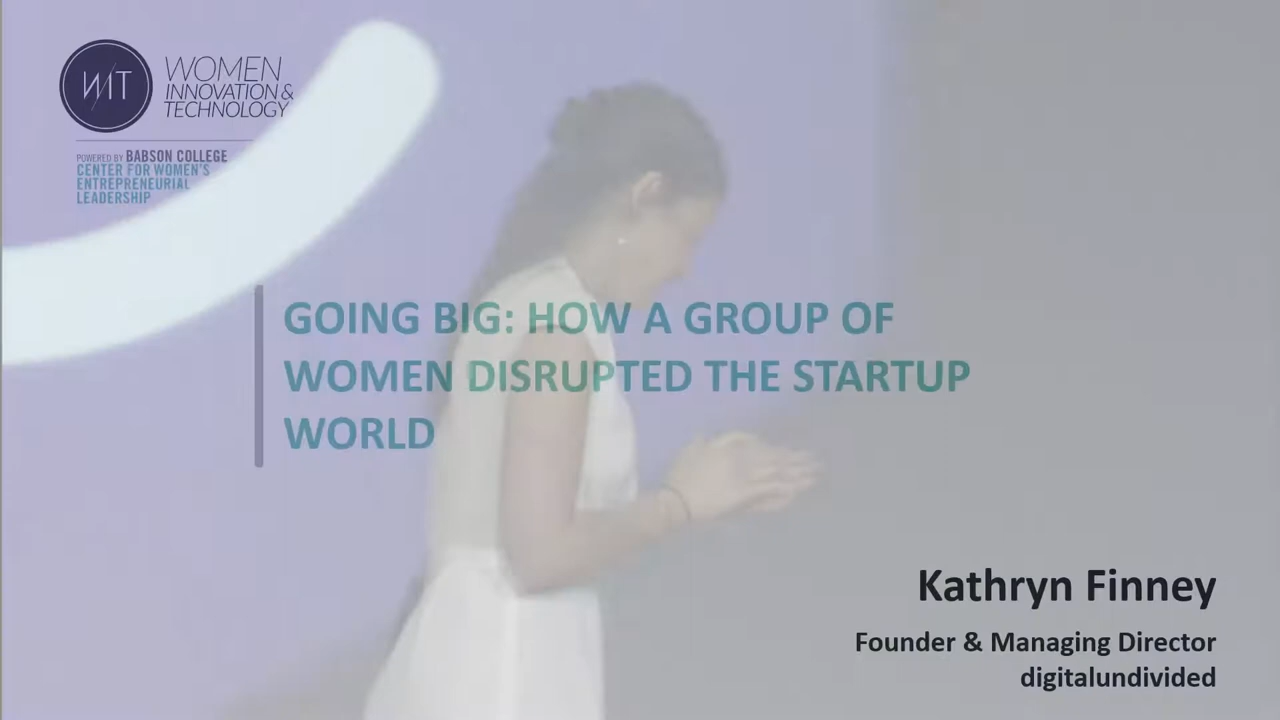 WIT
WOMEN
INNOVATION &
TECHNOLOGY
POWERED BY BABSON COLLEGE
CENTER FOR WOMEN'S
ENTREPRENEURIAL
LEADERSHIP
GOING BIG: HOW A GROUP OF
WOMEN DISRUPTED THE STARTUP
WORLD
Kathryn Finney
Founder & Managing Director
digitalundivided